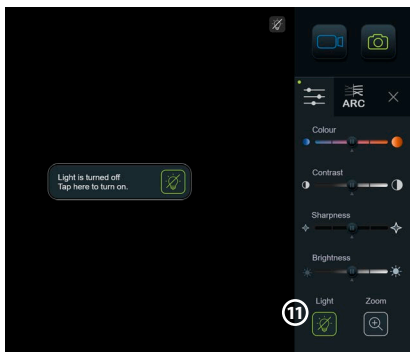 ARC
Colour
Contrast
Light is turned off
Tap here to turn on.
Sharpness
Brightness
11
Light Zoom